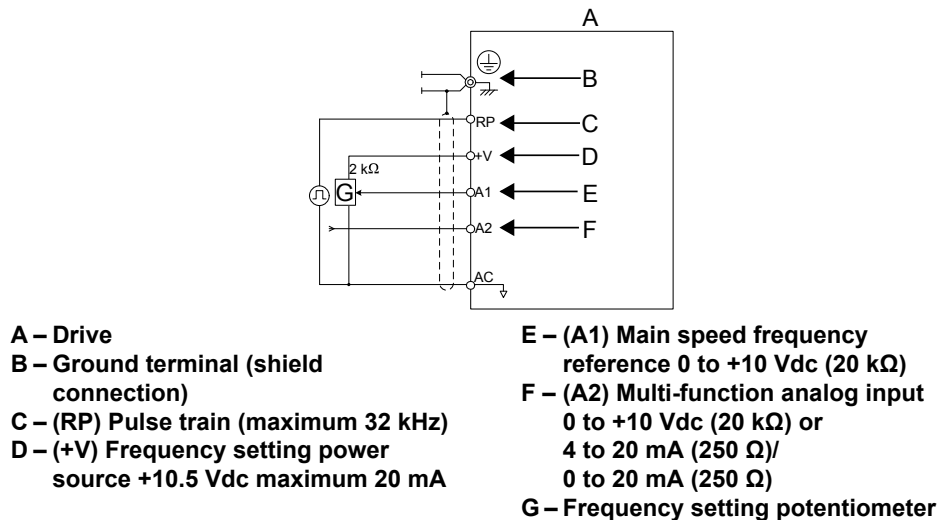 A
B
RP
C
+V
D
2 kΩ
G
A1
E
A2
F
AC
A – Drive
B – Ground terminal (shield
connection)
C – (RP) Pulse train (maximum 32 kHz)
D – (+V) Frequency setting power
source +10.5 Vdc maximum 20 mA
E – (A1) Main speed frequency
reference 0 to +10 Vdc (20 kΩ)
F – (A2) Multi-function analog input
0 to +10 Vdc (20 kΩ) or
4 to 20 mA (250 Ω)/
0 to 20 mA (250 Ω)
G – Frequency setting potentiometer